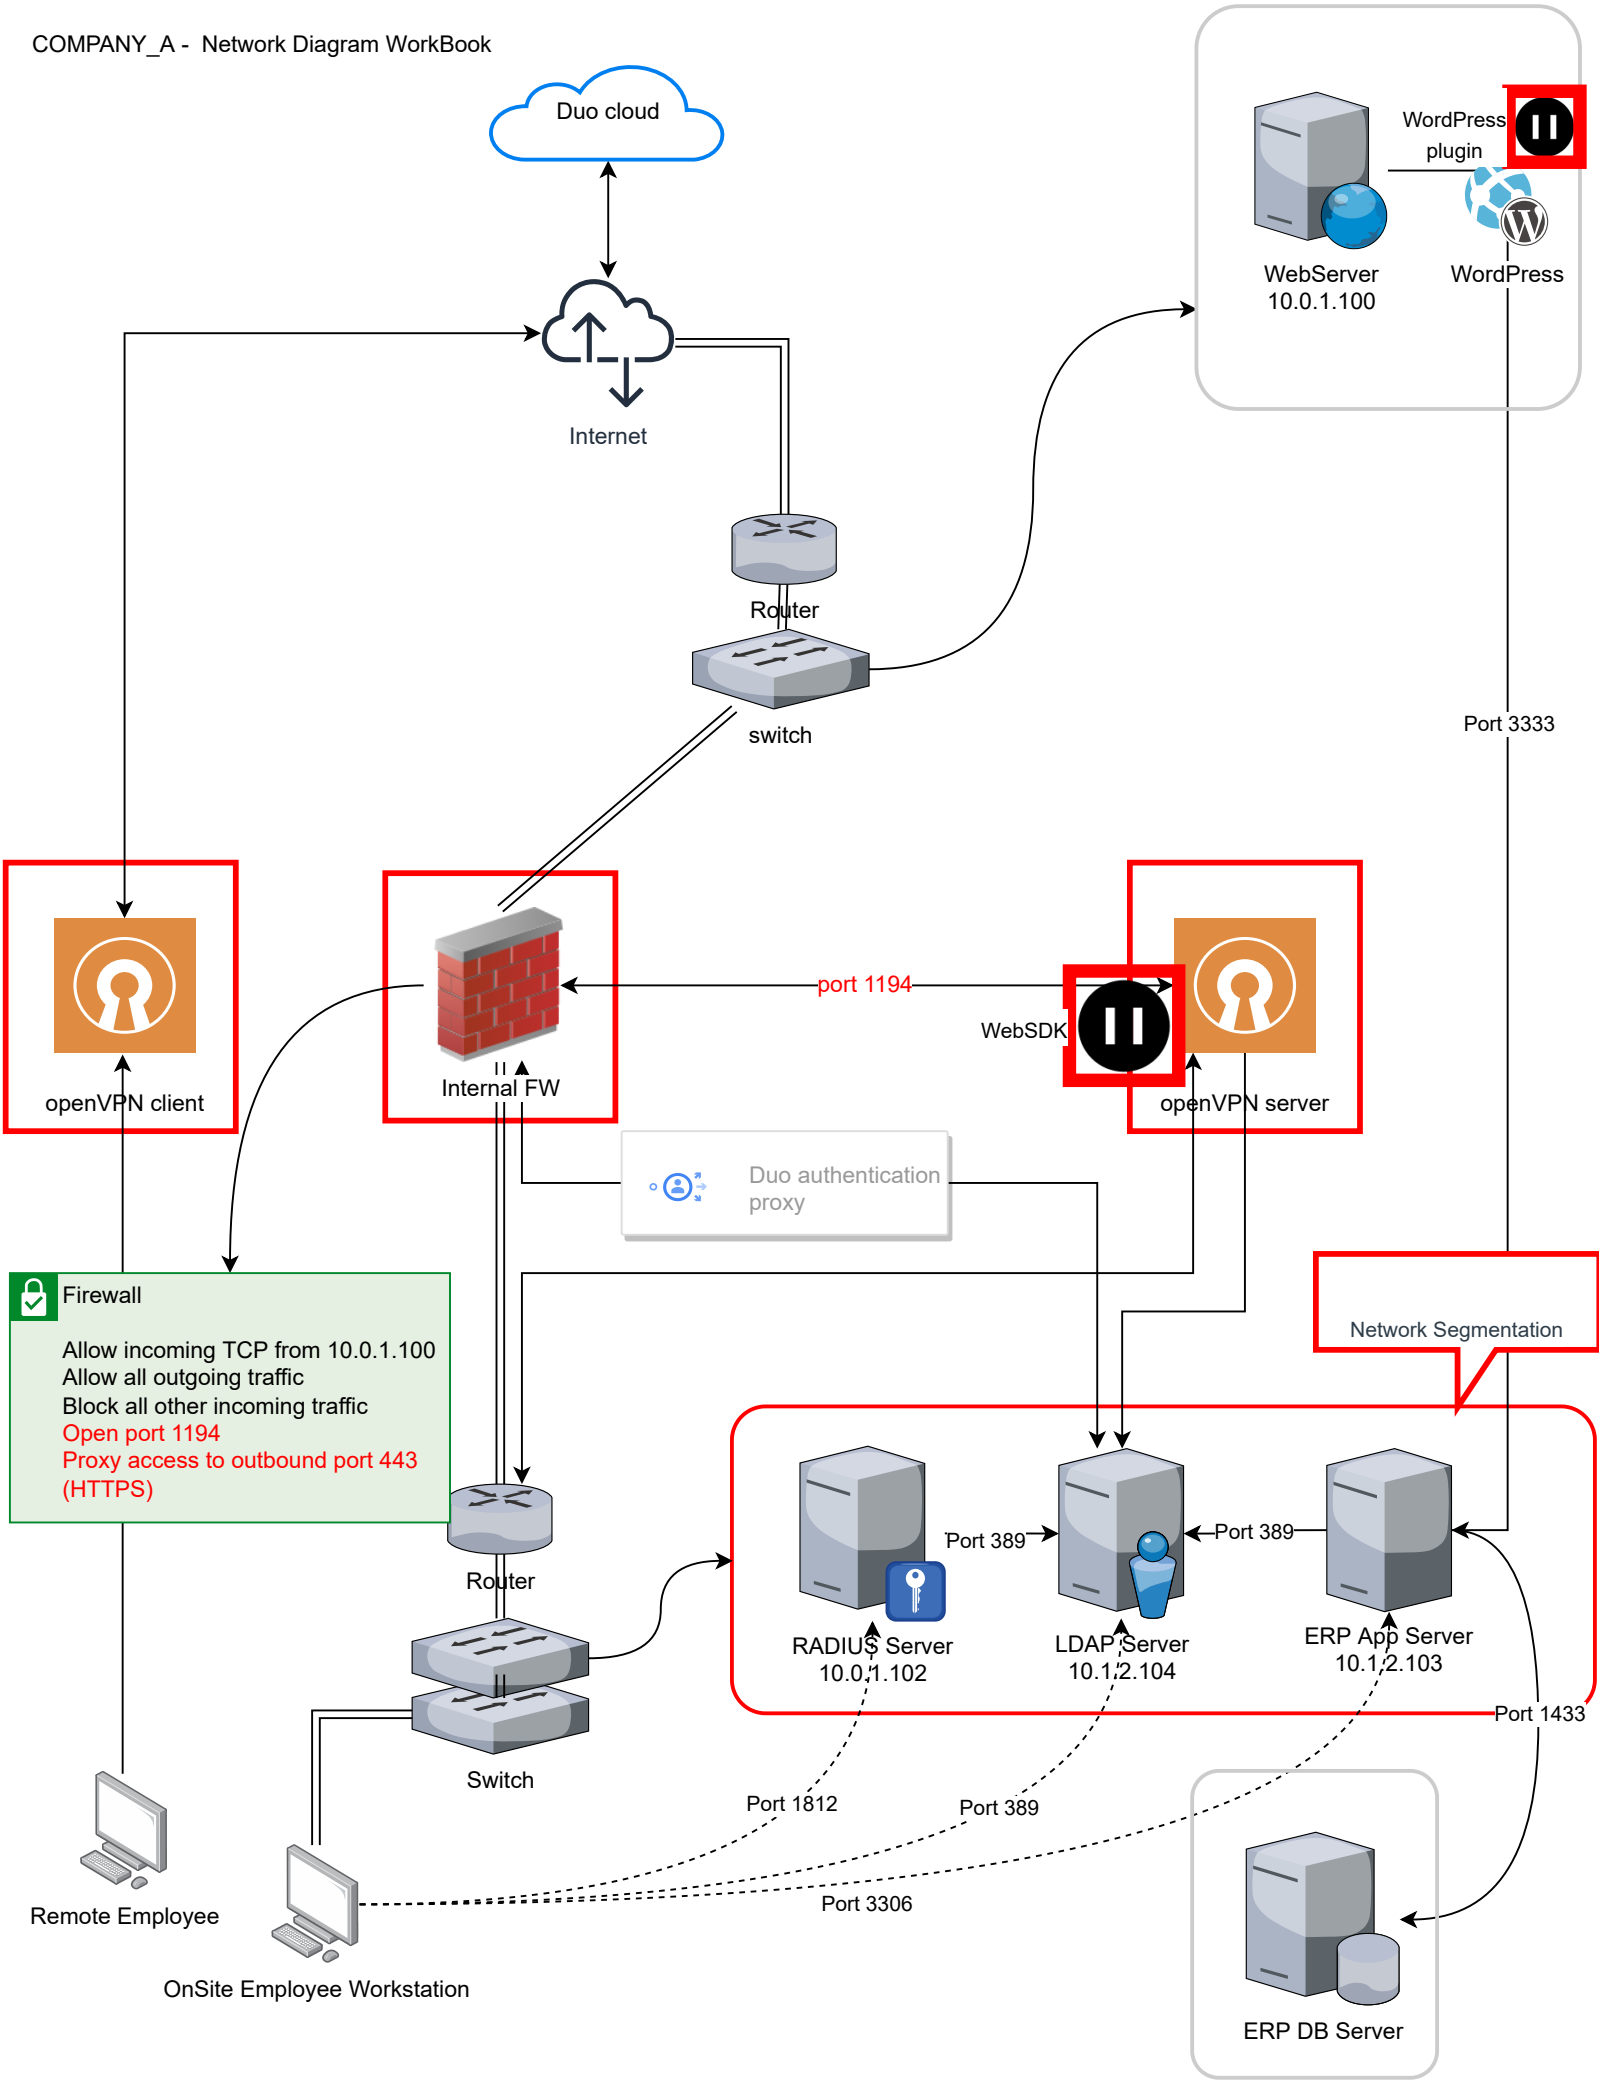 COMPANY_A -  Network Diagram WorkBook
Duo cloud
WordPress
plugin
WebServer
10.0.1.100
WordPress
Internet
Router
switch
Port 3333
port 1194
WebSDK
openVPN client
Internal FW
openVPN server
Duo authentication
proxy
Firewall
Allow incoming TCP from 10.0.1.100
Allow all outgoing traffic
Block all other incoming traffic
Open port 1194
Proxy access to outbound port 443
(HTTPS)
Network Segmentation
Port 389
Port 389
Router
RADIUS Server
10.0.1.102
LDAP Server
10.1.2.104
ERP App Server
10.1.2.103
Port 1433
Switch
Port 1812
Port 389
Port 3306
Remote Employee
OnSite Employee Workstation
ERP DB Server